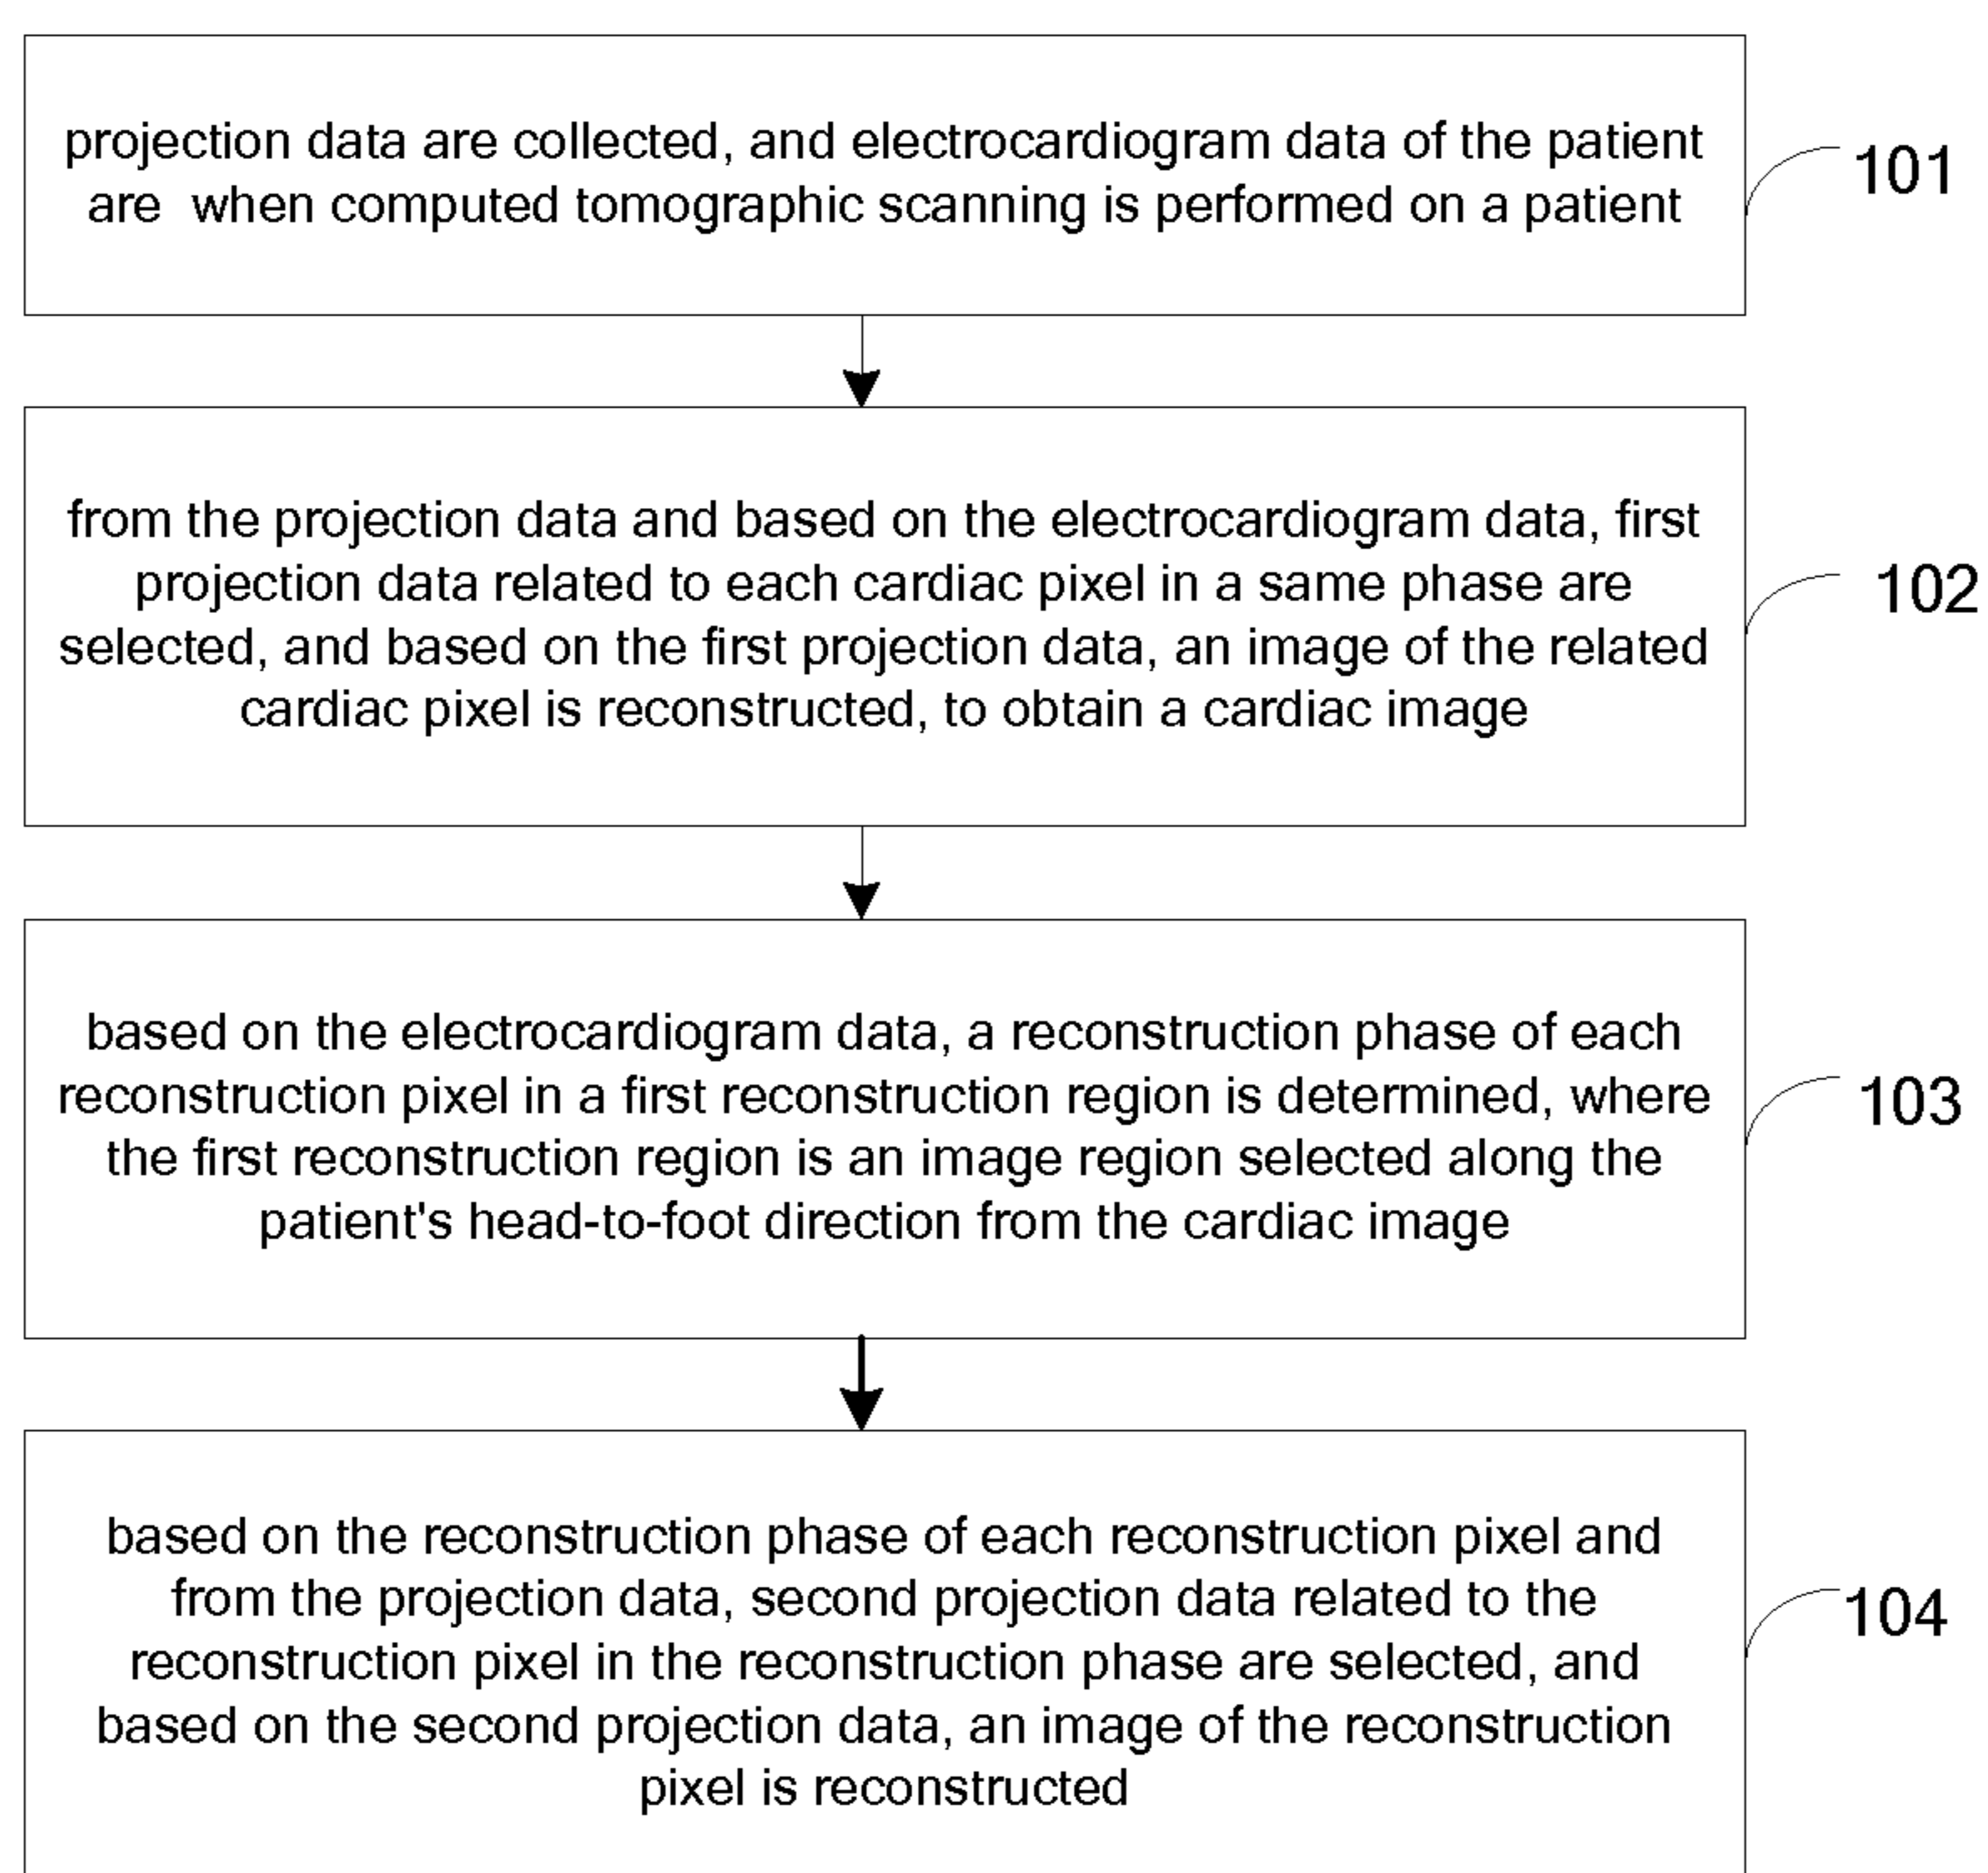 projection data are collected, and electrocardiogram data of the patient
are when computed tomographic scanning is performed on a patient
101
from the projection data and based on the electrocardiogram data, first
projection data related to each cardiac pixel in a same phase are
selected, and based on the first projection data, an image of the related
cardiac pixel is reconstructed, to obtain a cardiac image
102
based on the electrocardiogram data, a reconstruction phase of each
reconstruction pixel in a first reconstruction region is determined, where
the first reconstruction region is an image region selected along the
patient's head-to-foot direction from the cardiac image
103
based on the reconstruction phase of each reconstruction pixel and
from the projection data, second projection data related to the
reconstruction pixel in the reconstruction phase are selected, and
based on the second projection data, an image of the reconstruction
pixel is reconstructed
104